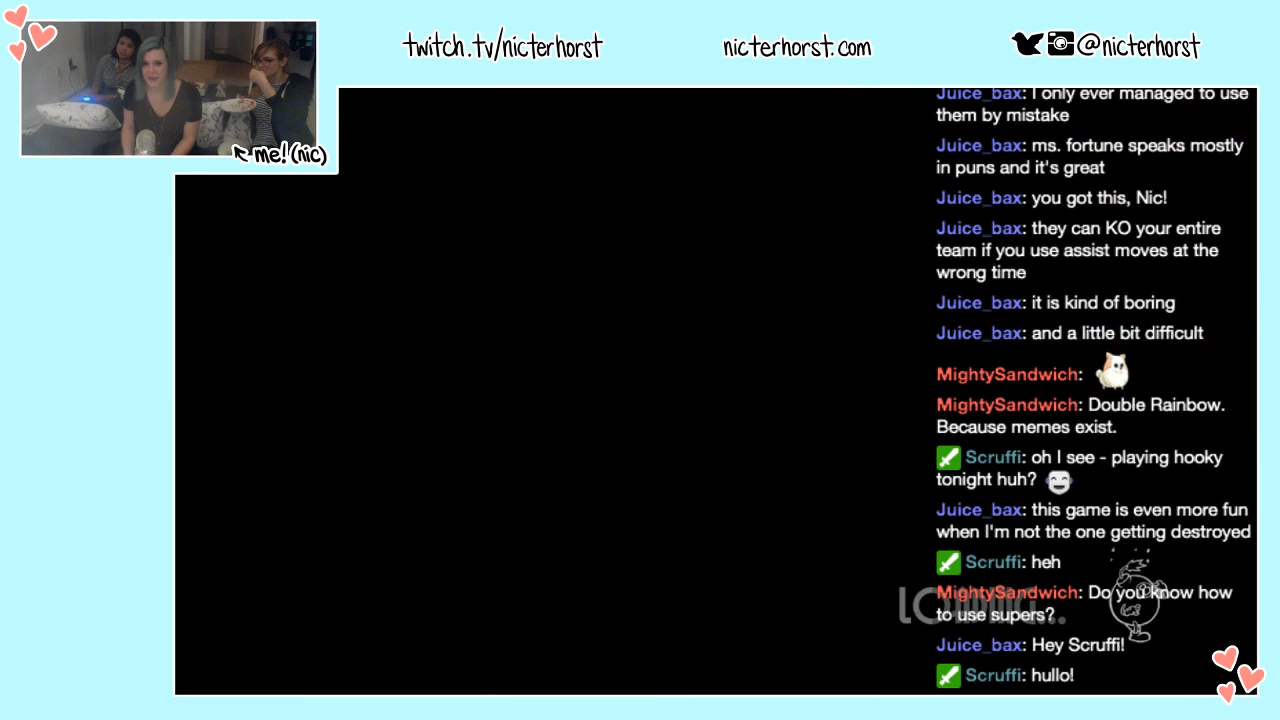 twitch.tv/nicterhorst
nicterhorst.com
@nicterhorst
me! (nic)
Juice_bax: I only ever managed to use
them by mistake
Juice_bax: ms. fortune speaks mostly
in puns and it's great
Juice_bax: you got this, Nic!
Juice_bax: they can KO your entire
team if you use assist moves at the
wrong time
Juice_bax: it is kind of boring
Juice_bax: and a little bit difficult
MightySandwich:
MightySandwich: Double Rainbow.
Because memes exist.
Scruffi: oh I see - playing hooky
tonight huh?
Juice_bax: this game is even more fun
when I'm not the one getting destroyed
Scruffi: heh
MightySandwich: Do you know how
to use supers?
Juice_bax: Hey Scruffi!
Scruffi: hullo!